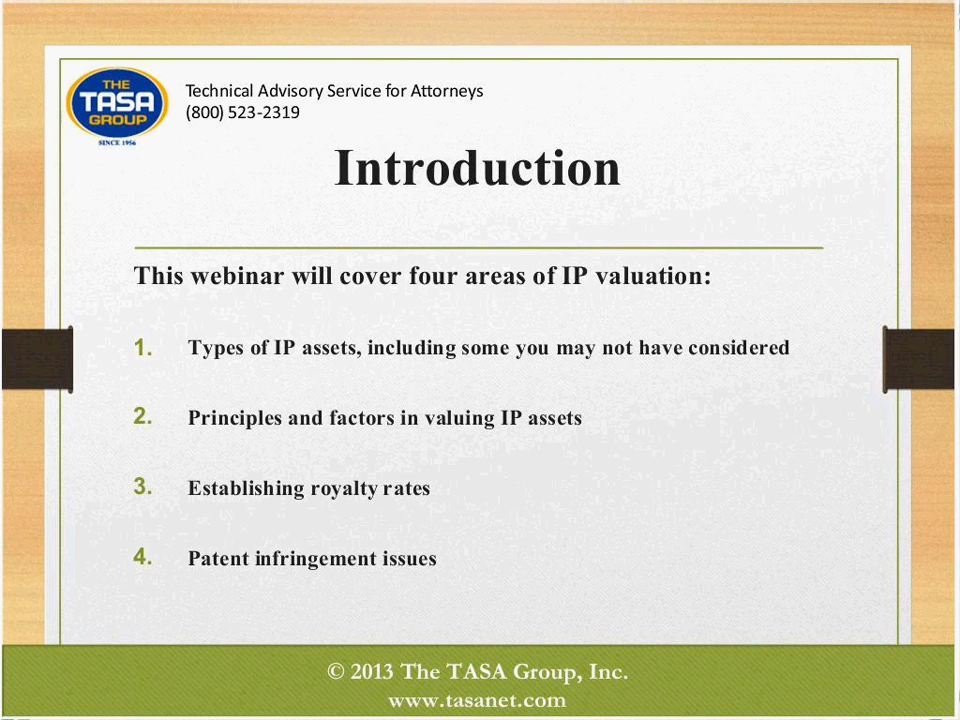 THE
TASA
GROUP
SINCE 1956
Technical Advisory Service for Attorneys
(800) 523-2319
Introduction
This webinar will cover four areas of IP valuation:
1. Types of IP assets, including some you may not have considered
2. Principles and factors in valuing IP assets
3. Establishing royalty rates
4. Patent infringement issues
© 2013 The TASA Group, Inc.
www.tasanet.com